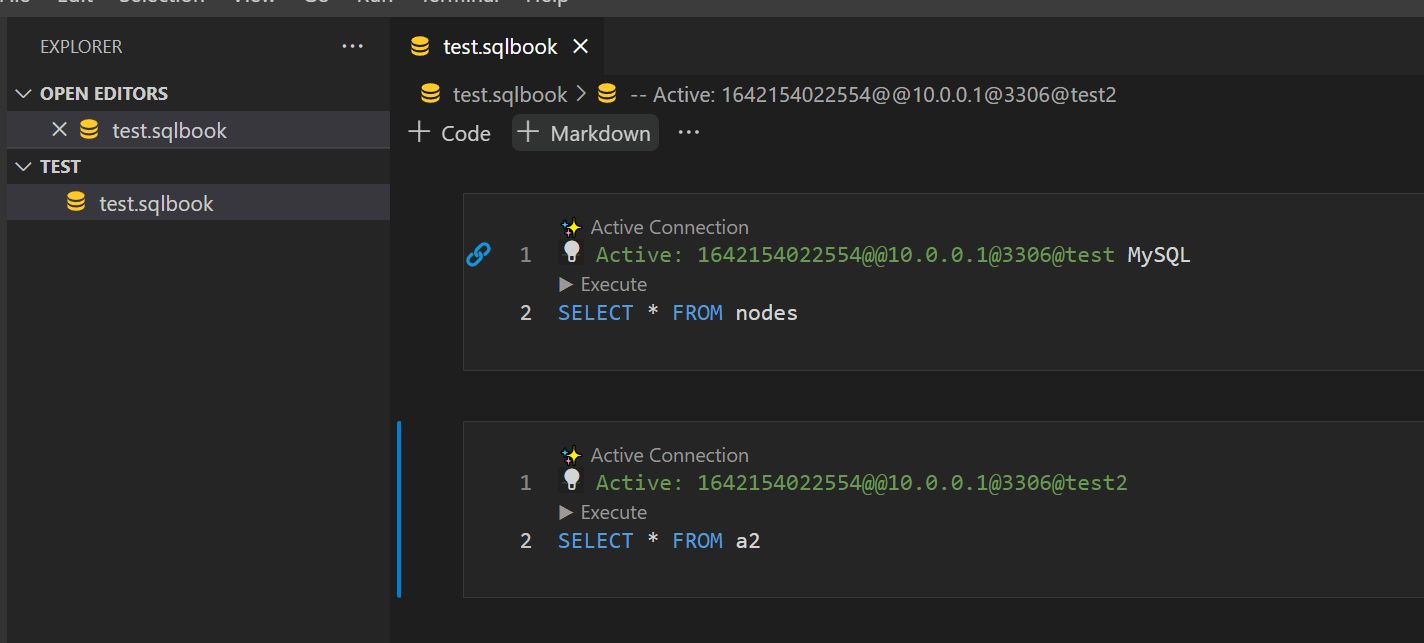 File Edit Selection View Go Run Terminal Help
EXPLORER
OPEN EDITORS
test.sqlbook
TEST
test.sqlbook
test.sqlbook
test.sqlbook > -- Active: 1642154022554@@10.0.0.1@3306@test2
Code Markdown
Active Connection
1 Active: 1642154022554@@10.0.0.1@3306@test MySQL
Execute
2 SELECT * FROM nodes
Active Connection
1 Active: 1642154022554@@10.0.0.1@3306@test2
Execute
2 SELECT * FROM a2